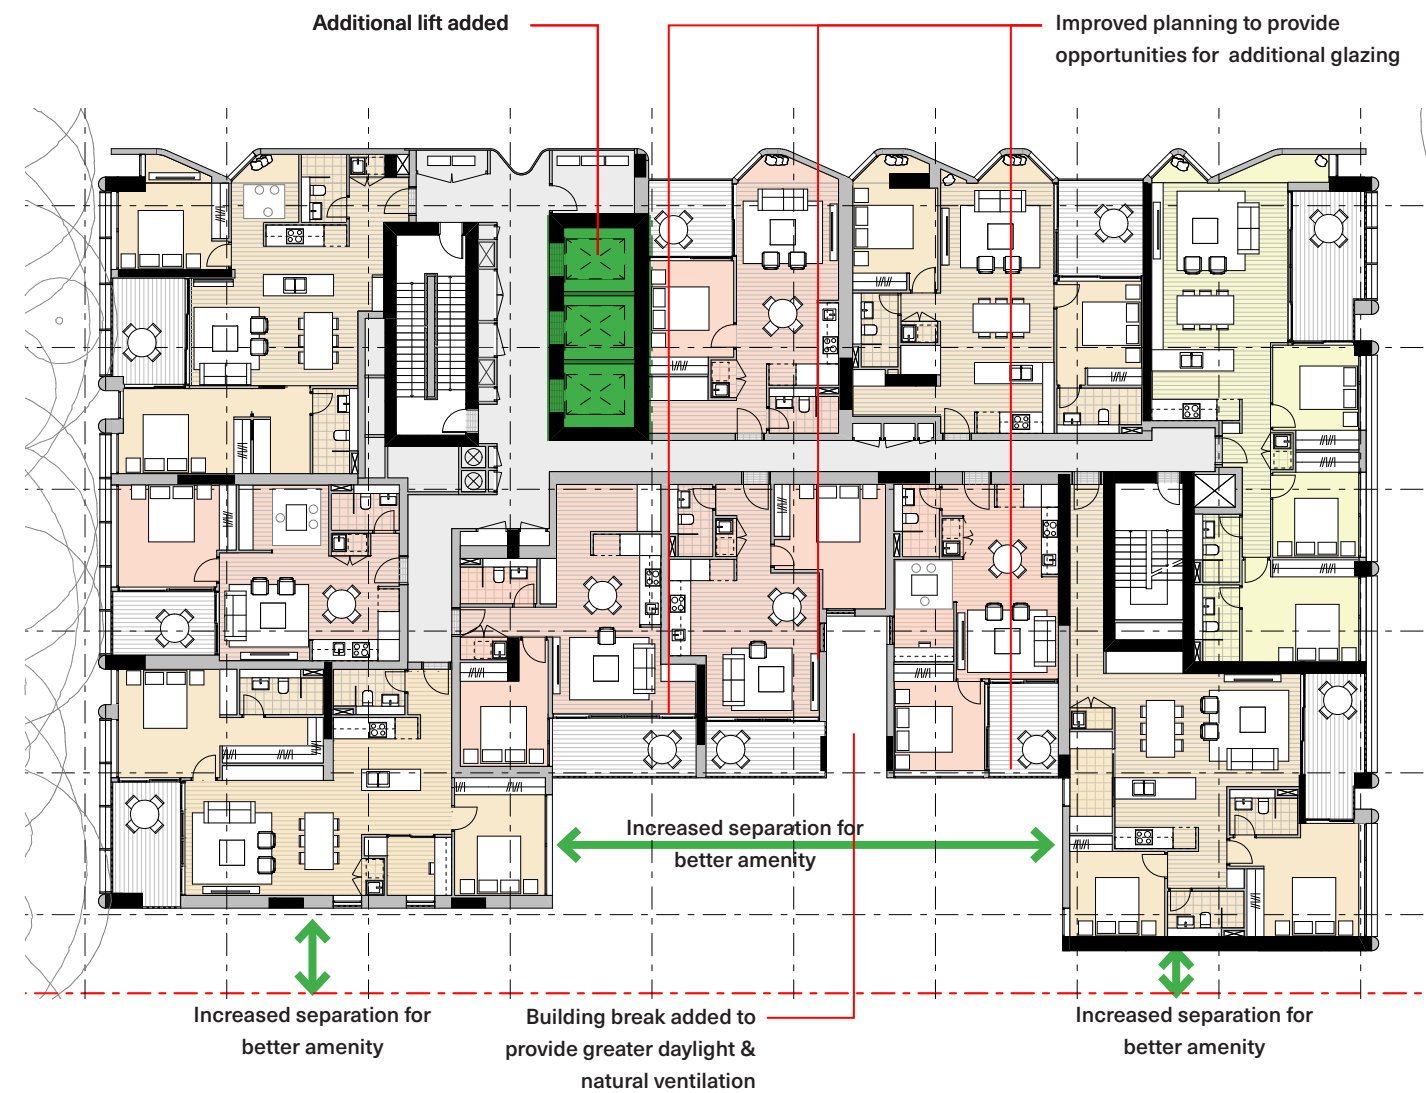 Additional lift added
Improved planning to provide
opportunities for additional glazing
Increased separation for
better amenity
Increased separation for
better amenity
Building break added to
provide greater daylight &
natural ventilation
Increased separation for
better amenity